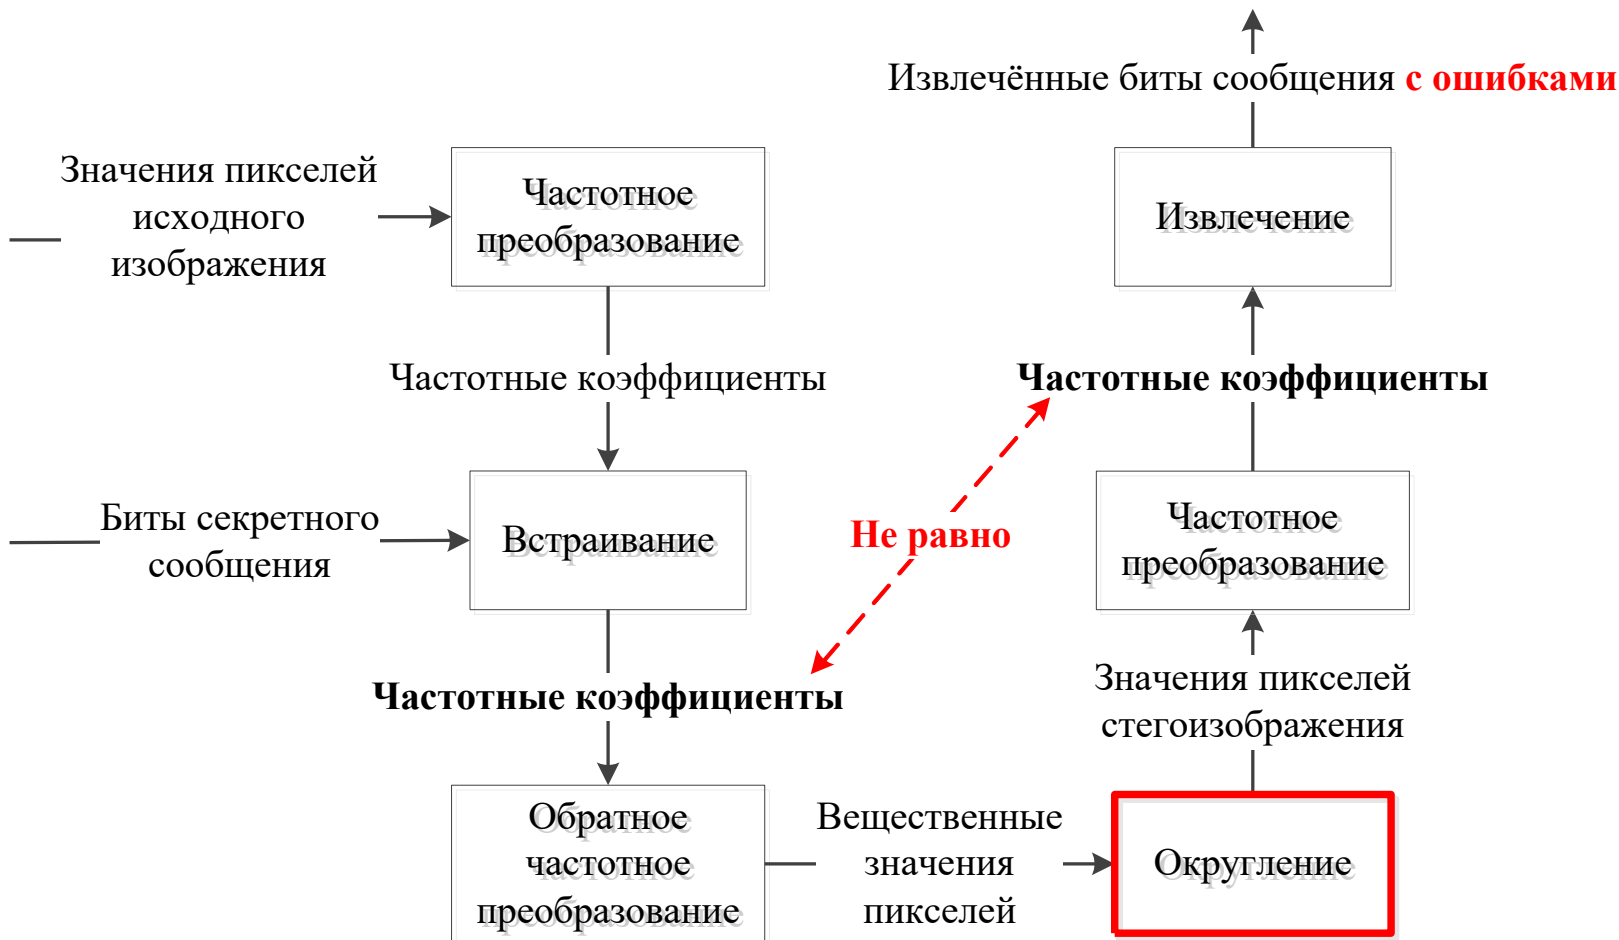 Извлечённые биты сообщения с ошибками
Значения пикселей
исходного
изображения
Частотное
преобразование
Извлечение
Частотные коэффициенты
Частотные коэффициенты
Биты секретного
сообщения
Встраивание
Не равно
Частотное
преобразование
Частотные коэффициенты
Значения пикселей
стегоизображения
Обратное
частотное
преобразование
Вещественные
значения
пикселей
Округление